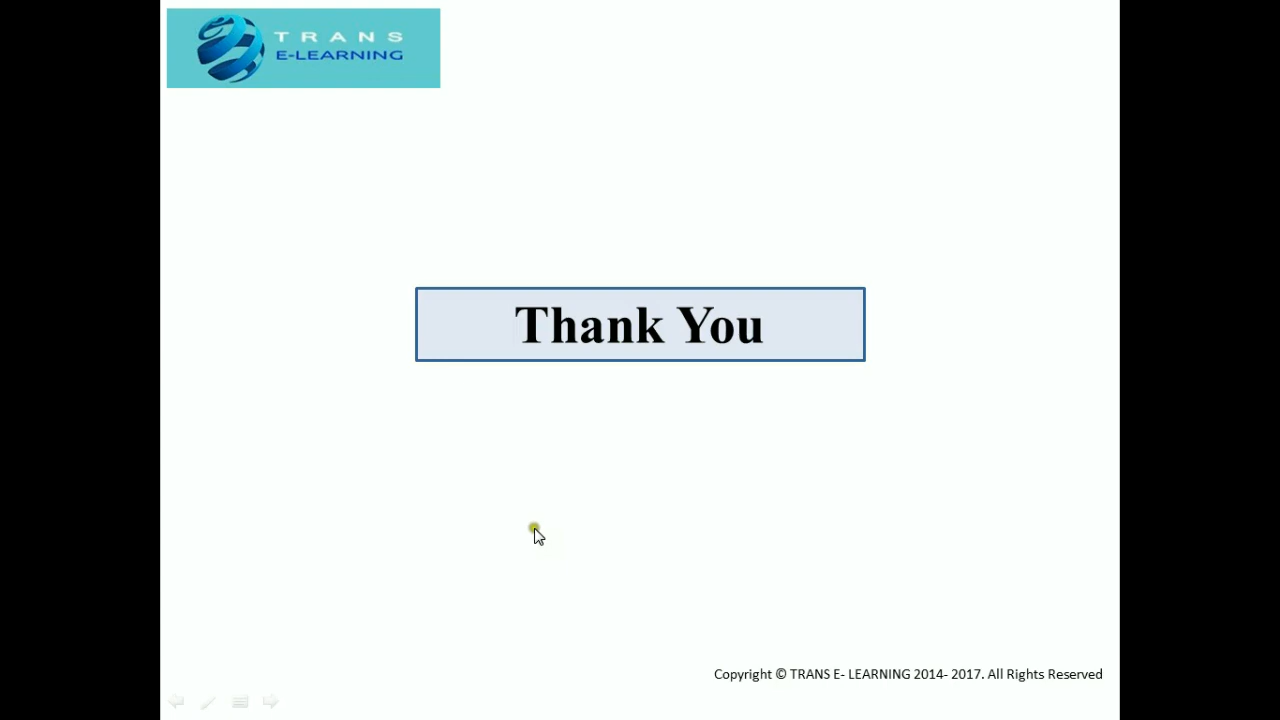 TRANS
E-LEARNING
Thank You
Copyright © TRANS E- LEARNING 2014- 2017. All Rights Reserved